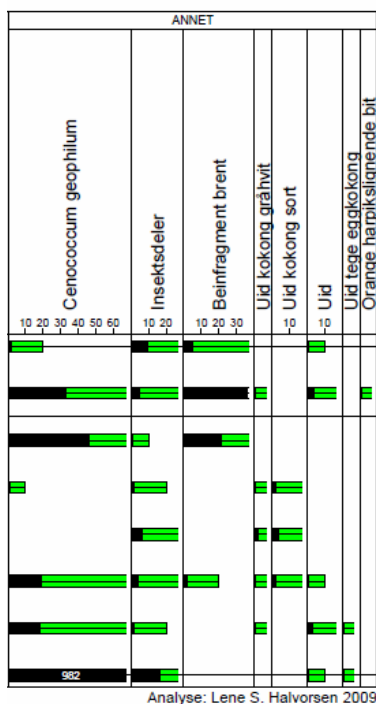 ANNET
Cenococcum geophilum
Insektsdeler
Beinfragment brent
Uid kokong gråhvit
Uid kokong sort
Uid
Uid tege eggkokong
Orange harpikslignende bit
10 20 30 40 50 60 10 20 10 20 30 10 10
982
Analyse: Lene S. Halvorsen 2009